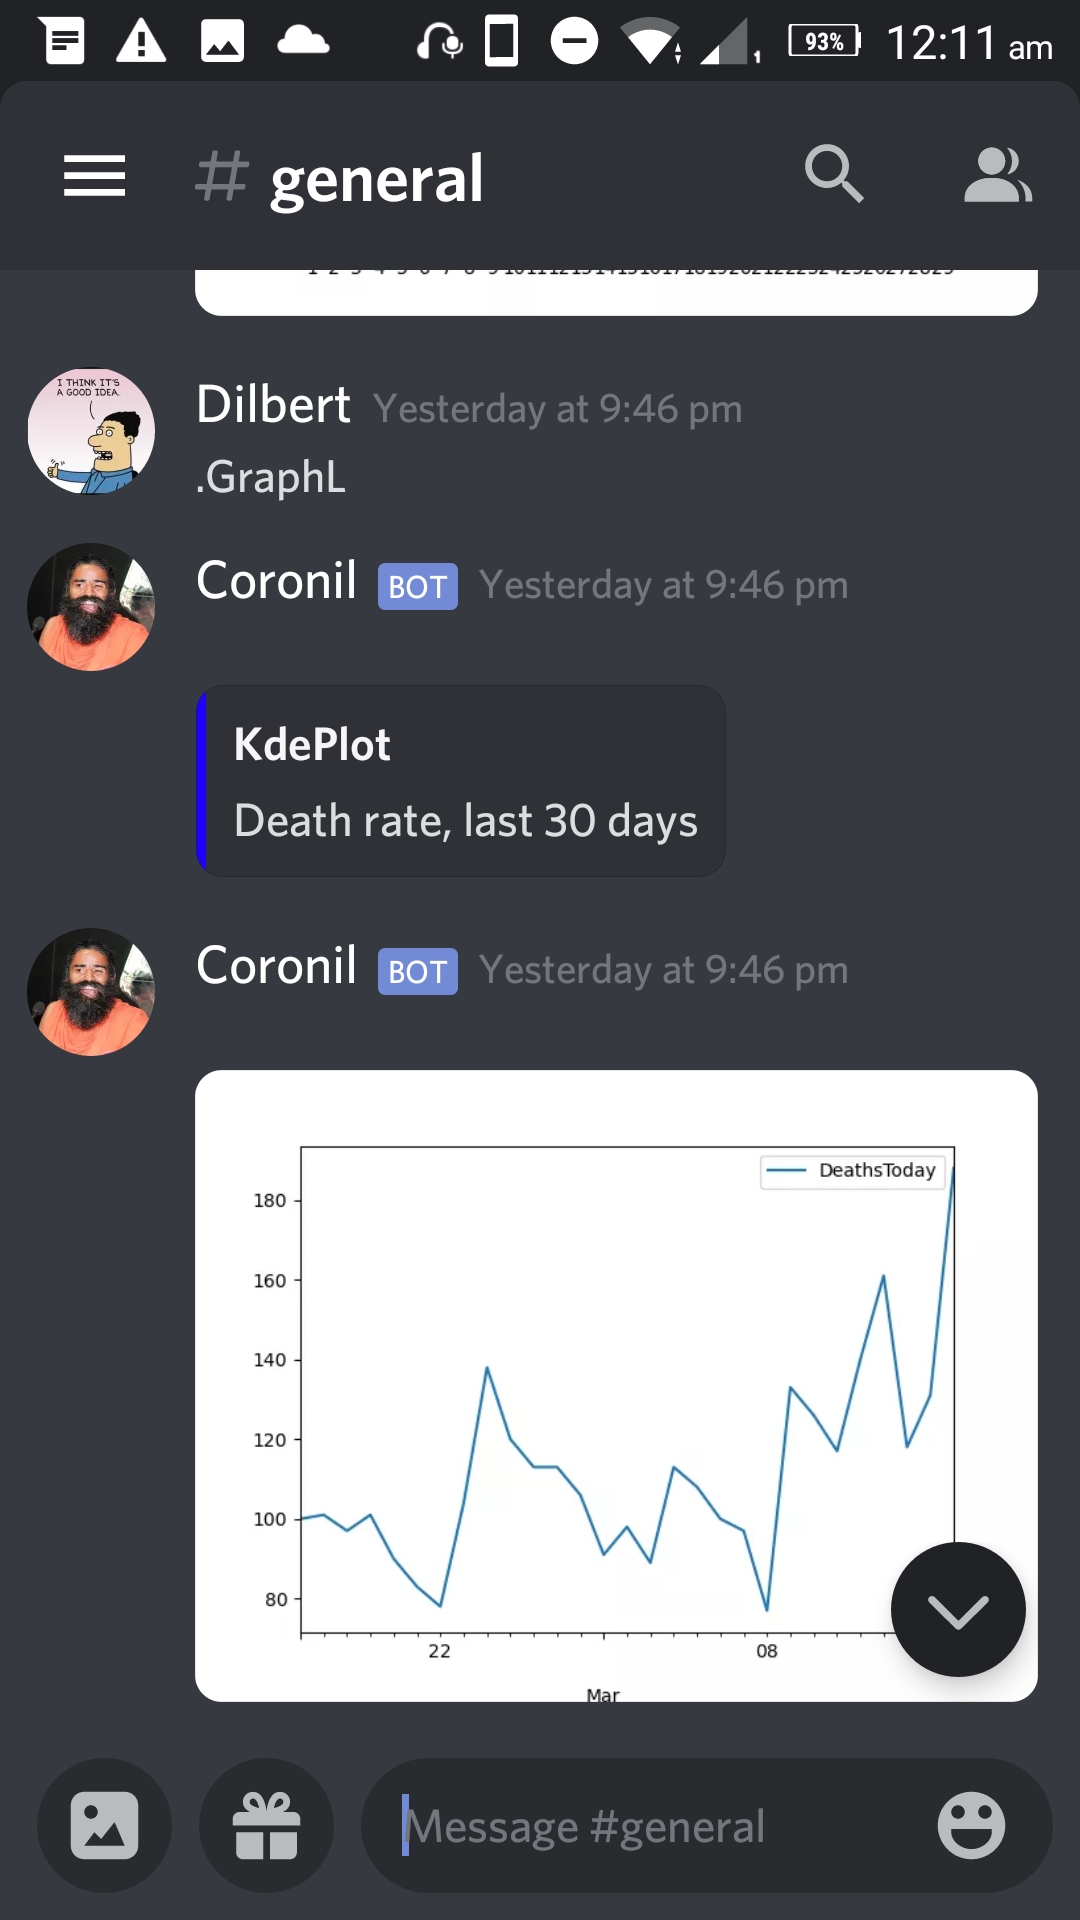 93% 12:11 am
# general
Dilbert Yesterday at 9:46 pm
I THINK IT'S
A GOOD IDEA.
.GraphL
Coronil BOT Yesterday at 9:46 pm
KdePlot
Death rate, last 30 days
Coronil BOT Yesterday at 9:46 pm
DeathsToday
180
160
140
120
100
80
22 08
Mar
Message #general